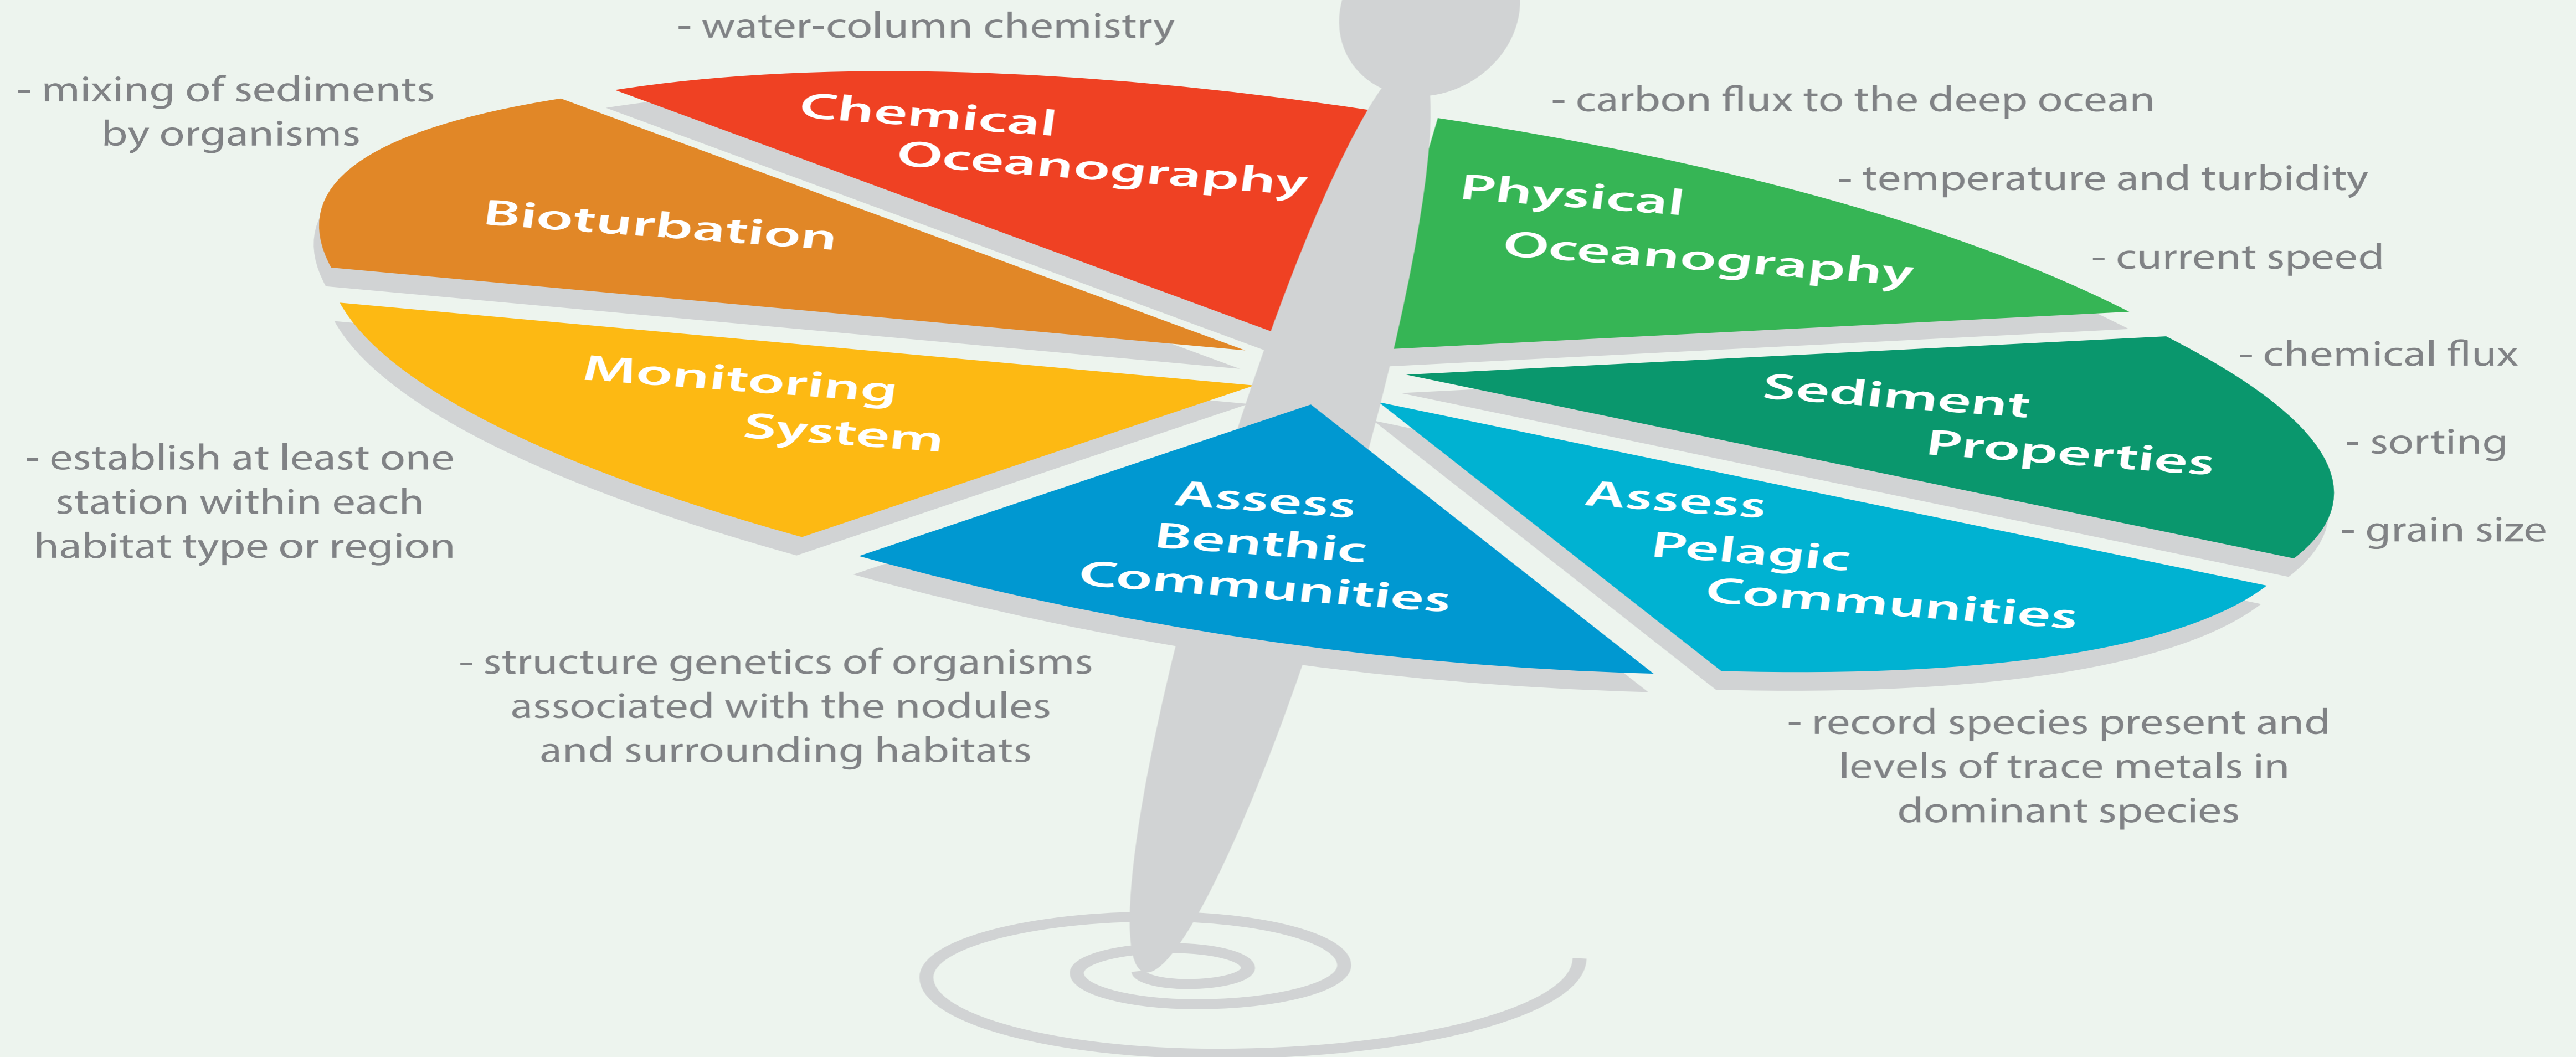 - water-column chemistry
- mixing of sediments
by organisms
Chemical
Oceanography
- carbon flux to the deep ocean
- temperature and turbidity
- current speed
Physical
Oceanography
Bioturbation
- chemical flux
- sorting
- grain size
Sediment
Properties
Monitoring
System
- establish at least one
station within each
habitat type or region
Assess
Benthic
Communities
Assess
Pelagic
Communities
- structure genetics of organisms
associated with the nodules
and surrounding habitats
- record species present and
levels of trace metals in
dominant species